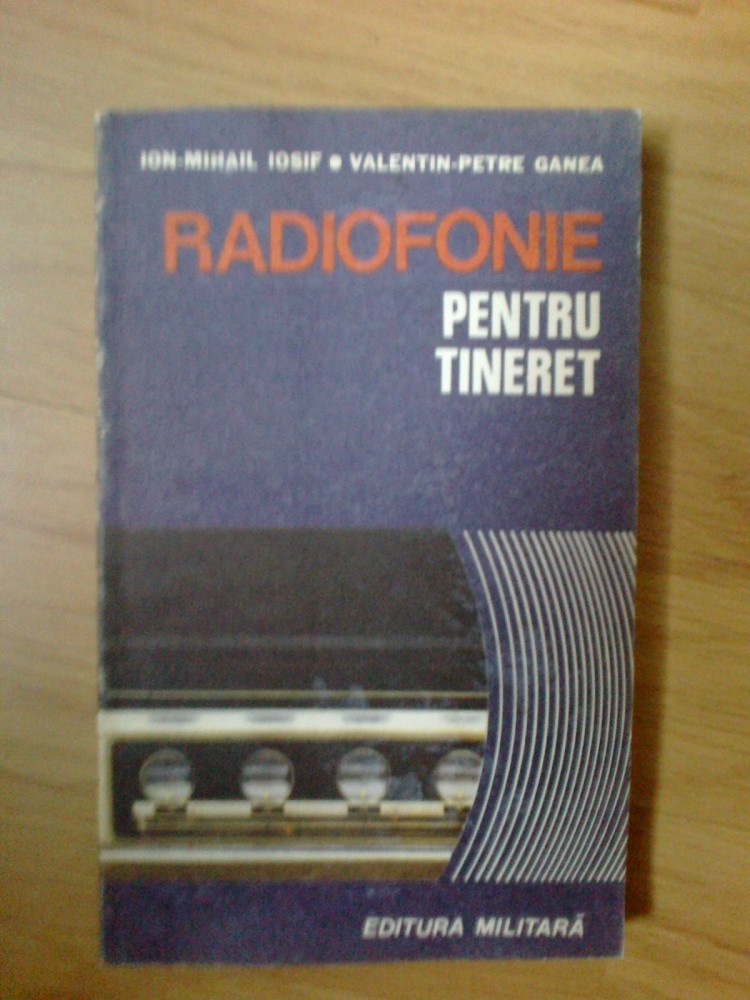 ION-MIHAIL IOSIF • VALENTIN-PETRE GANEA
RADIOFONIE
PENTRU
TINERET
EDITURA MILITARĂ